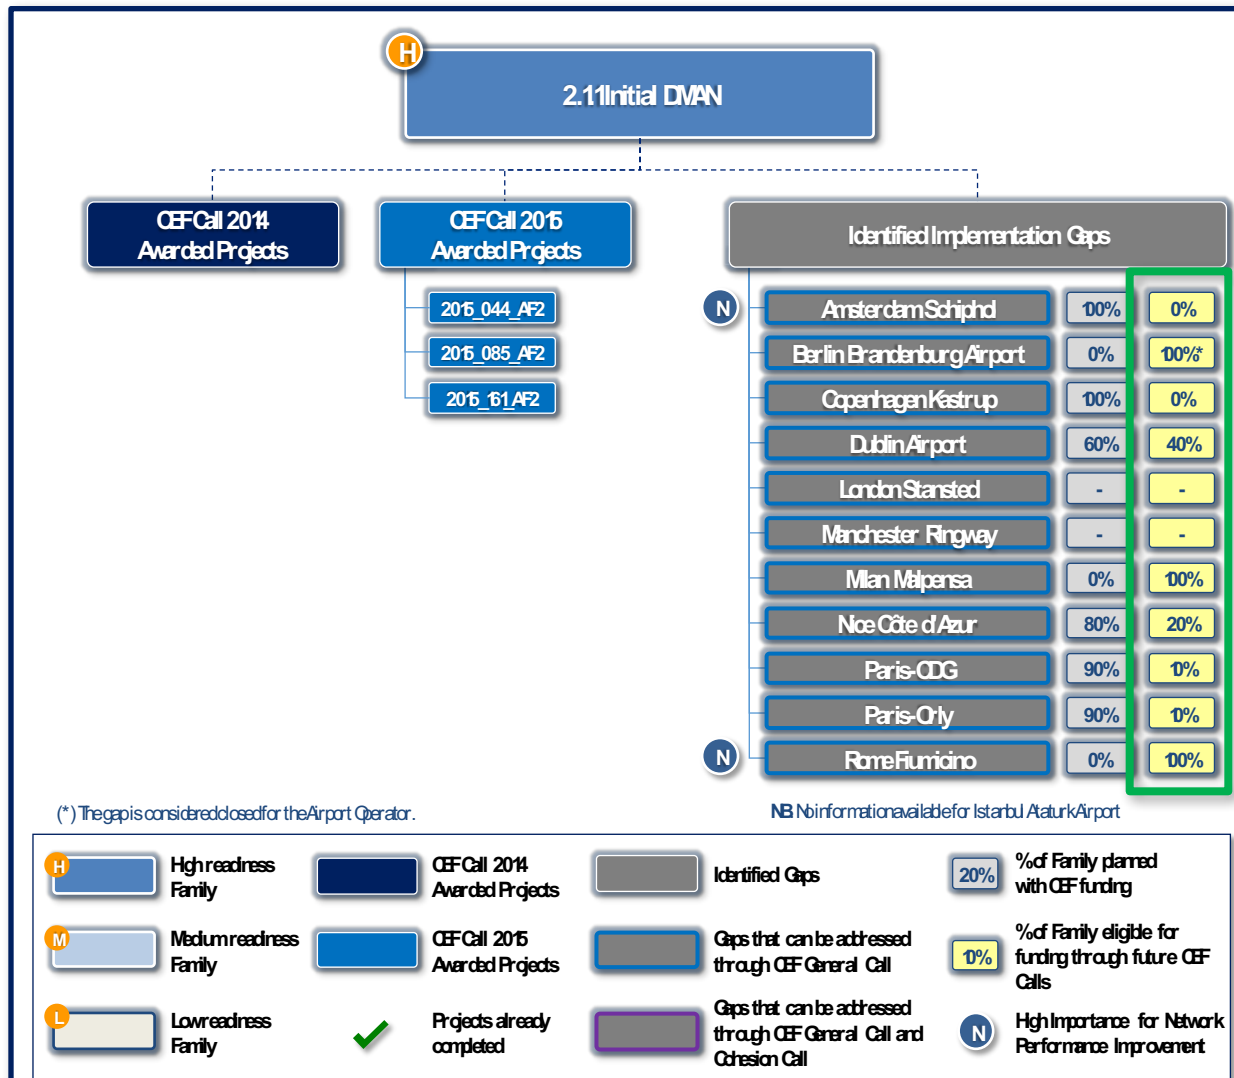 H
2.1.1 Initial DMAN
CEF Call 2014
Awarded Projects
CEF Call 2015
Awarded Projects
Identified Implementation Gaps
2015_044_AF2
2015_085_AF2
2015_161_AF2
N Amsterdam Schiphol 100% 0%
Berlin Brandenburg Airport 0% 100%*
Copenhagen Kastrup 100% 0%
Dublin Airport 60% 40%
London Stansted - -
Manchester Ringway - -
Milan Malpensa 0% 100%
Nice Côte d'Azur 80% 20%
Paris-CDG 90% 10%
Paris-Orly 90% 10%
N Rome Fiumicino 0% 100%
(*) The gap is considered closed for the Airport Operator.
NB: No information available for Istanbul Ataturk Airport
H High readiness
Family
CEF Call 2014
Awarded Projects
Identified Gaps
20% % of Family planned
with CEF funding
M Medium readiness
Family
CEF Call 2015
Awarded Projects
Gaps that can be addressed
through CEF General Call
10% % of Family eligible for
funding through future CEF
Calls
L Low readiness
Family
Projects already
completed
Gaps that can be addressed
through CEF General Call and
Cohesion Call
N High Importance for Network
Performance Improvement